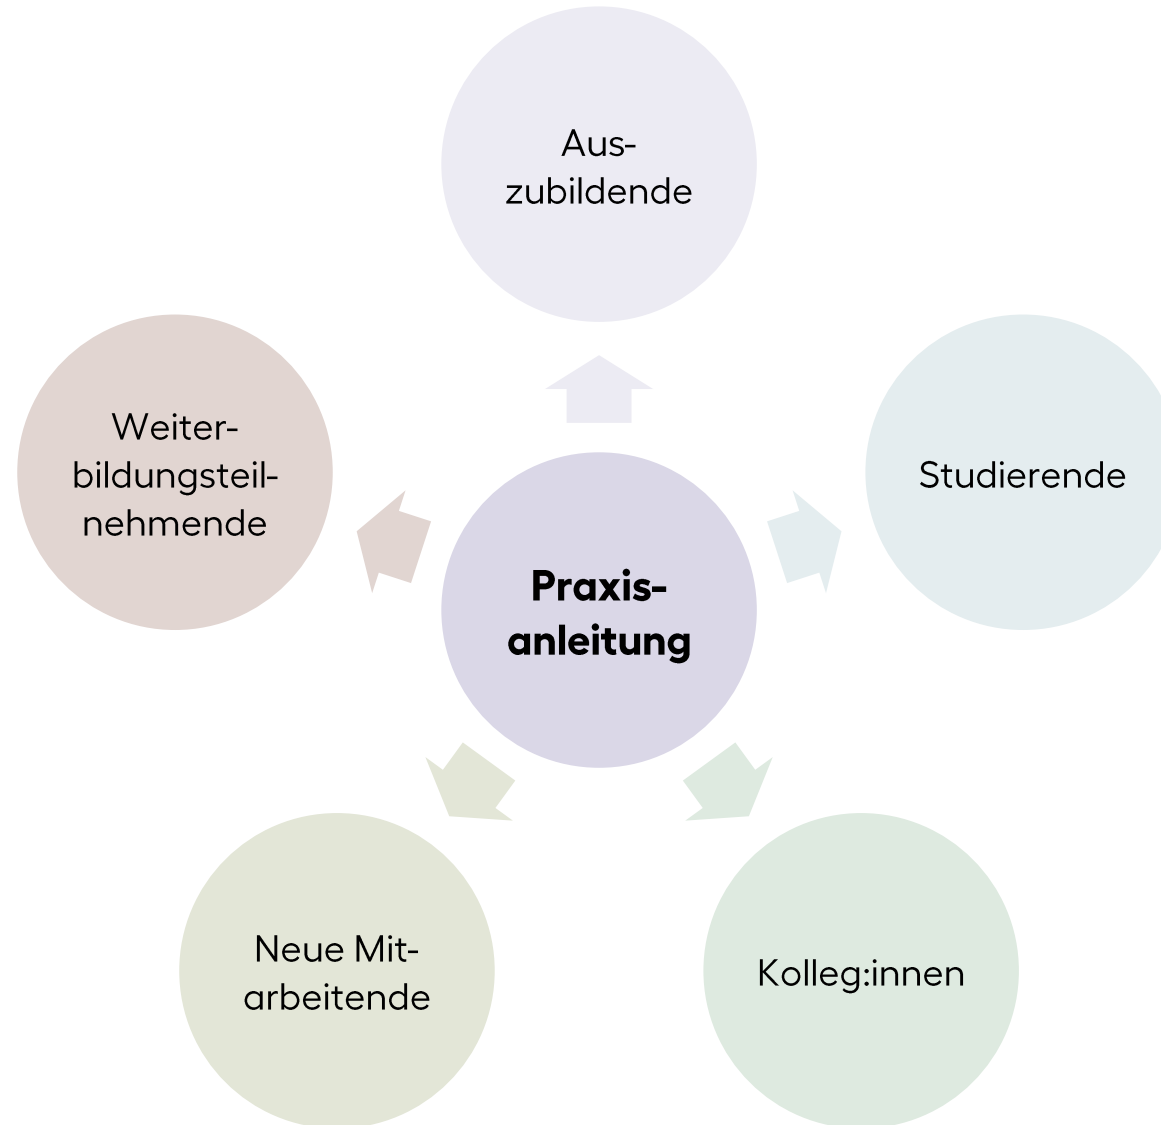 Aus-
zubildende
Weiter-
bildungsteil-
nehmende
Studierende
Praxis-
anleitung
Neue Mit-
arbeitende
Kolleg:innen